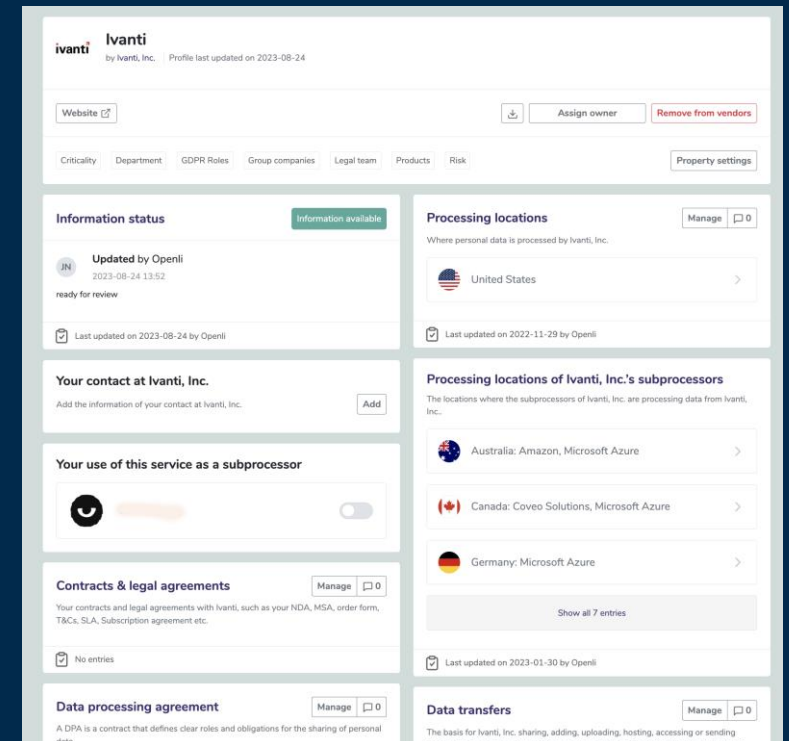 ivanti
Ivanti
by Ivanti, Inc. Profile last updated on 2023-08-24
Website
Assign owner
Remove from vendors
Criticality
Department
GDPR Roles
Group companies
Legal team
Products
Risk
Property settings
Information status
Information available
JN
Updated by Openli
2023-08-24 13:52
ready for review
Last updated on 2023-08-24 by Openli
Your contact at Ivanti, Inc.
Add the information of your contact at Ivanti, Inc.
Add
Your use of this service as a subprocessor
Contracts & legal agreements
Manage
0
Your contracts and legal agreements with Ivanti, such as your NDA, MSA, order form,
T&Cs, SLA, Subscription agreement etc.
No entries
Data processing agreement
Manage
0
A DPA is a contract that defines clear roles and obligations for the sharing of personal
data
Processing locations
Manage
0
Where personal data is processed by Ivanti, Inc.
United States
Last updated on 2022-11-29 by Openli
Processing locations of Ivanti, Inc.'s subprocessors
The locations where the subprocessors of Ivanti, Inc. are processing data from Ivanti,
Inc..
Australia: Amazon, Microsoft Azure
Canada: Coveo Solutions, Microsoft Azure
Germany: Microsoft Azure
Show all 7 entries
Last updated on 2023-01-30 by Openli
Data transfers
Manage
0
The basis for Ivanti, Inc. sharing, adding, uploading, hosting, accessing or sending